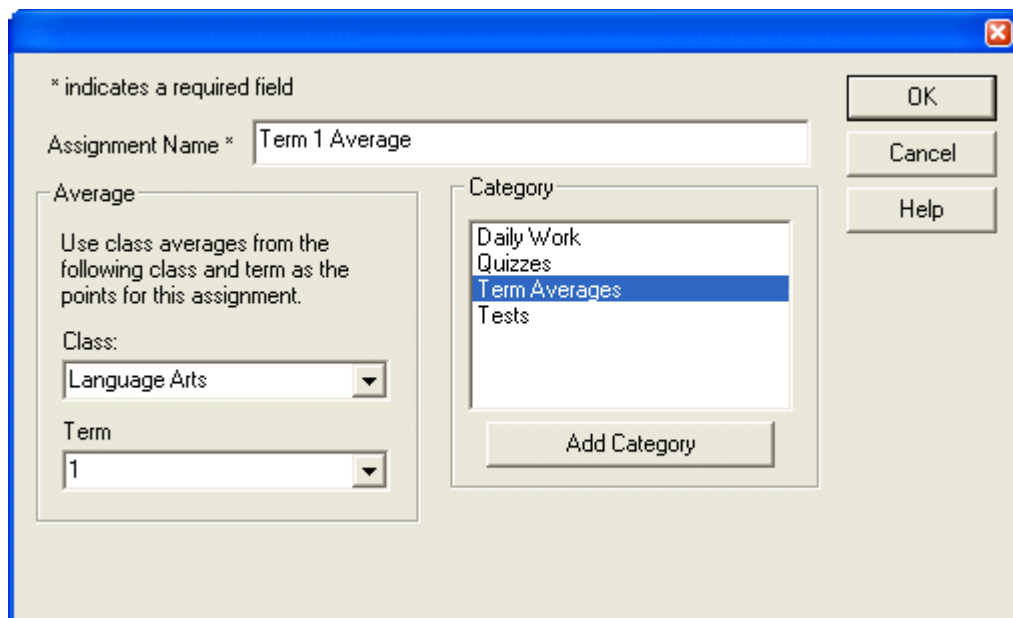 * indicates a required field
Assignment Name *
Term 1 Average
Average
Use class averages from the
following class and term as the
points for this assignment.
Class:
Language Arts
Term
1
Category
Daily Work
Quizzes
Term Averages
Tests
Add Category
OK
Cancel
Help